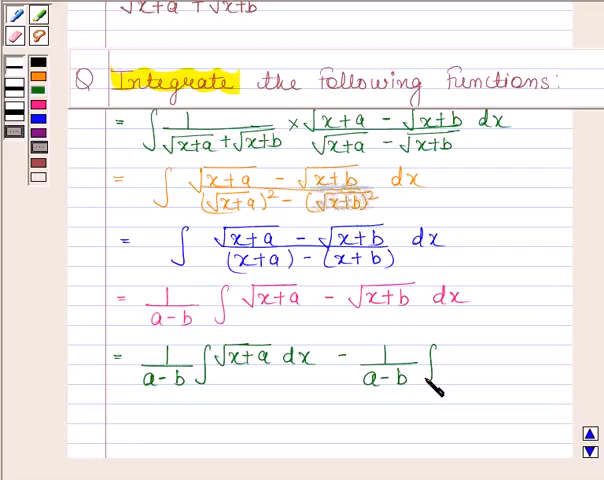 √x+a + √x+b
Q Integrate the following functions:
= ∫ 1/(√x+a + √x+b) × (√x+a - √x+b)/(√x+a - √x+b) dx
= ∫ (√x+a - √x+b)/((√x+a)² - (√x+b)²) dx
= ∫ (√x+a - √x+b)/((x+a) - (x+b)) dx
= 1/(a-b) ∫ √x+a - √x+b dx
= 1/(a-b) ∫ √x+a dx - 1/(a-b) ∫